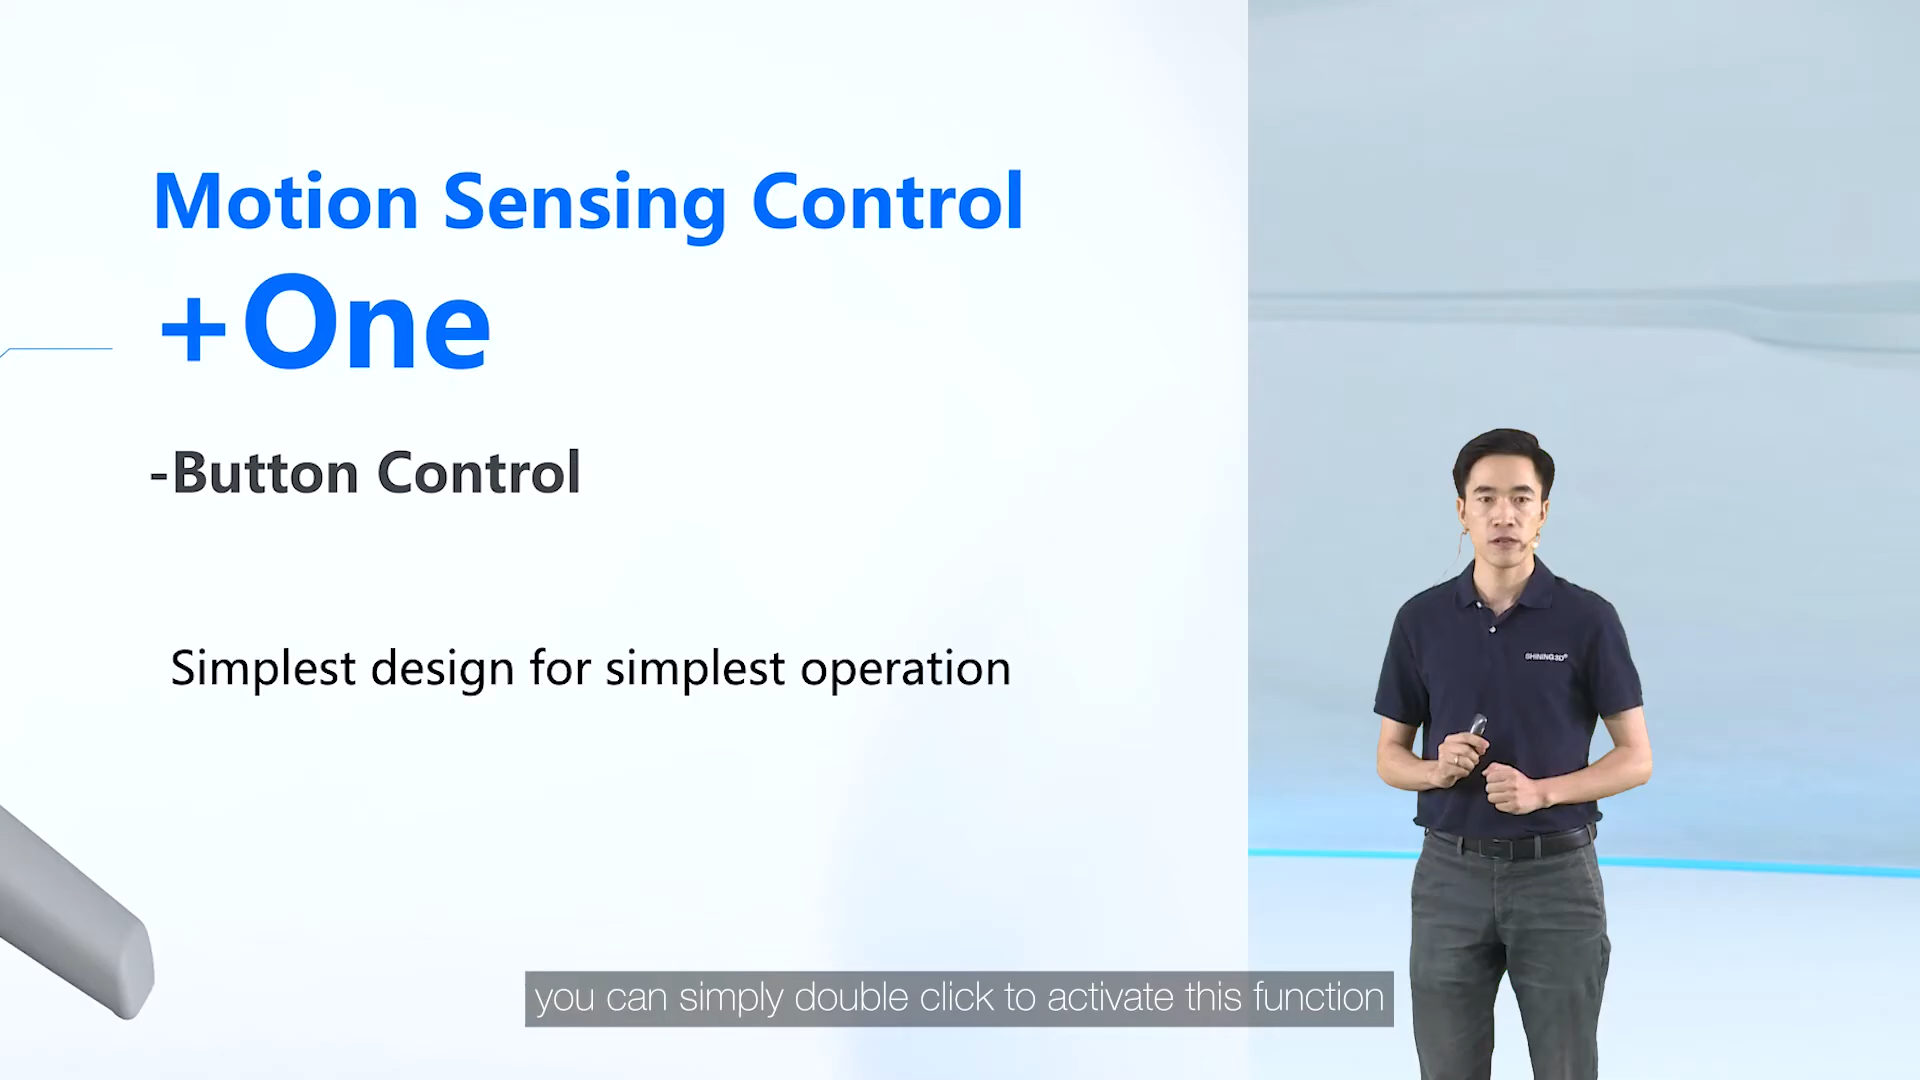 Motion Sensing Control
+One
-Button Control
Simplest design for simplest operation
SHINING3D®
you can simply double click to activate this function